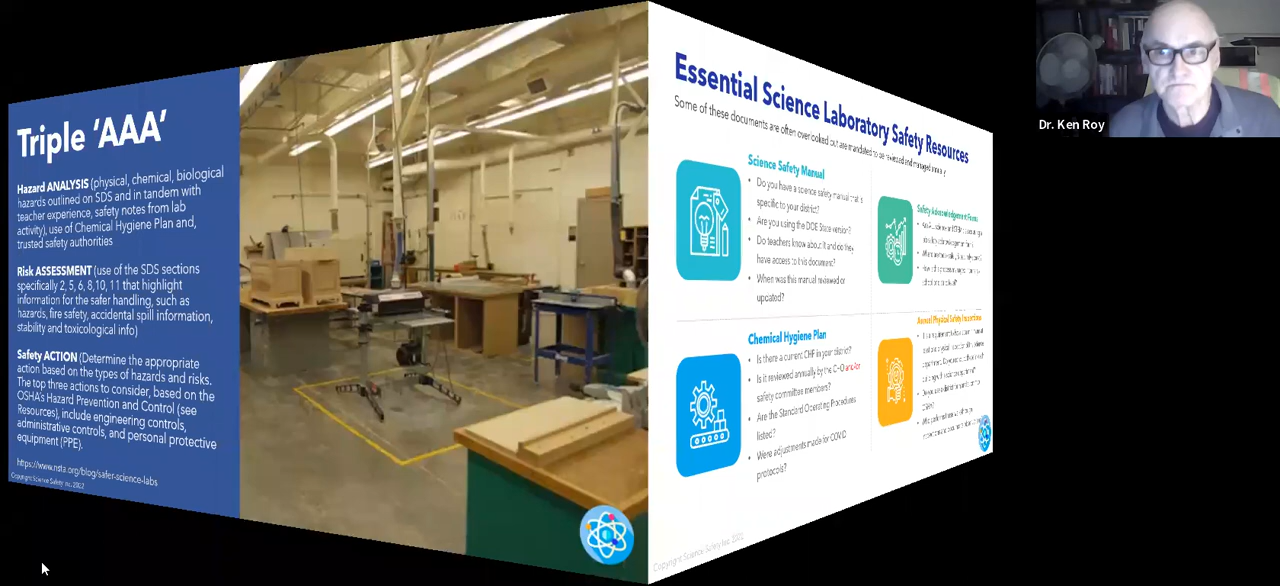 Triple ‘AAA’
Hazard ANALYSIS (physical, chemical, biological
hazards outlined on SDS and in tandem with
teacher experience, safety notes from lab
activity), use of Chemical Hygiene Plan and,
trusted safety authorities
Risk ASSESSMENT (use of the SDS sections
specifically 2, 5, 6, 8,10, 11 that highlight
information for the safer handling, such as
hazards, fire safety, accidental spill information,
stability and toxicological info)
Safety ACTION (Determine the appropriate
action based on the types of hazards and risks.
The top three actions to consider, based on the
OSHA's Hazard Prevention and Control (see
Resources), include engineering controls,
administrative controls, and personal protective
equipment (PPE).
https://www.nsta.org/blog/safer-science-labs
Copyright Science Safety Inc. 2022
Essential Science Laboratory Safety Resources
Some of these documents are often overlooked but are mandated to be reviewed and managed annually
Science Safety Manual
• Do you have a science safety manual that is
specific to your district?
• Are you using the DOE State version?
• Do teachers know about it and do they
have access to this document?
• When was this manual reviewed or
updated?
Safety Acknowledgement Forms
Chemical Hygiene Plan
• Is there a current CHP in your district?
• Is it reviewed annually by the CHO and/or
safety committee members?
• Are the Standard Operating Procedures
listed?
• Were adjustments made for COVID
protocols?
Annual Physical Safety Inspections
Copyright Science Safety Inc. 2022
Dr. Ken Roy